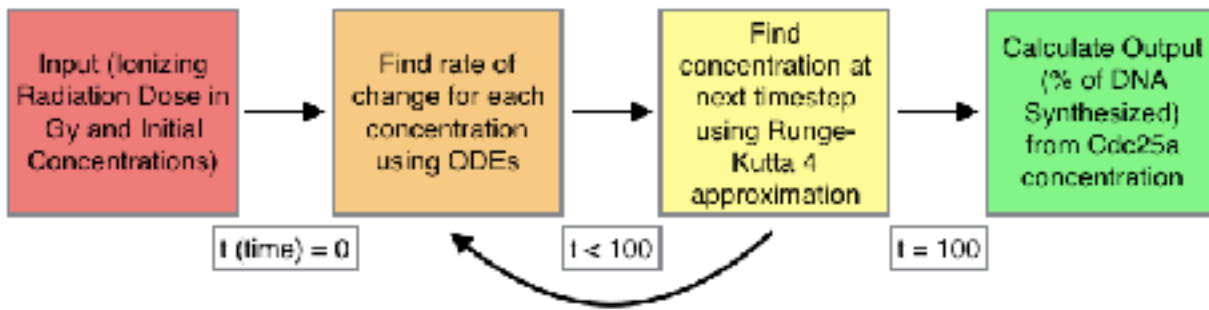 Input (Ionizing
Radiation Dose in
Gy and Initial
Concentrations)
Find rate of
change for each
concentration
using ODEs
Find
concentration at
next timestep
using Runge-
Kutta 4
approximation
Calculate Output
(% of DNA
Synthesized)
from Cdc25a
concentration
t (time) = 0
t < 100
t = 100